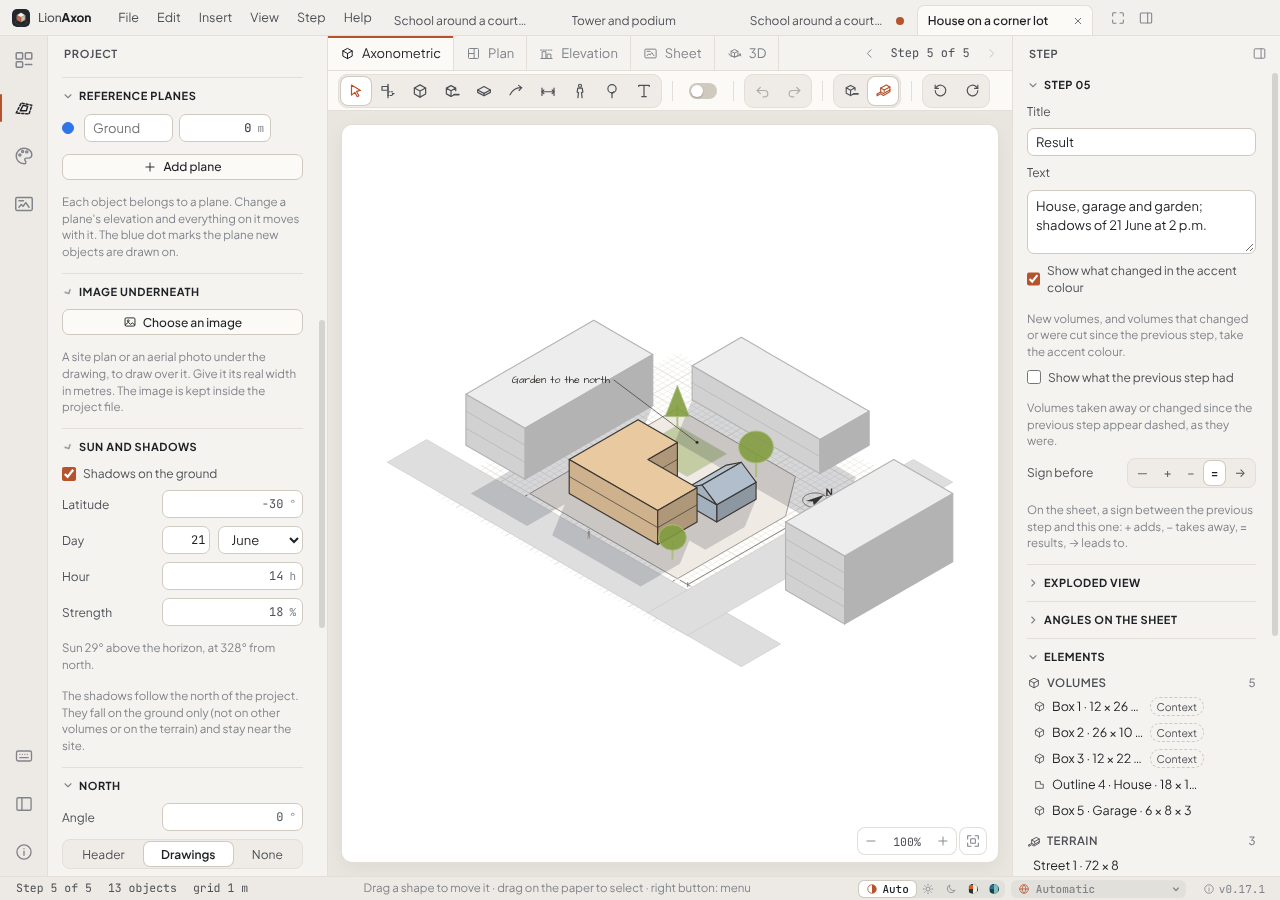 LionAxon File Edit Insert View Step Help School around a court... Tower and podium School around a court... House on a corner lot ×
PROJECT
REFERENCE PLANES
Ground 0 m
+ Add plane
Each object belongs to a plane. Change a
plane's elevation and everything on it moves
with it. The blue dot marks the plane new
objects are drawn on.
IMAGE UNDERNEATH
Choose an image
A site plan or an aerial photo under the
drawing, to draw over it. Give it its real width
in metres. The image is kept inside the
project file.
SUN AND SHADOWS
Shadows on the ground
Latitude -30 °
Day 21 June
Hour 14 h
Strength 18 %
Sun 29° above the horizon, at 328° from
north.
The shadows follow the north of the project.
They fall on the ground only (not on other
volumes or on the terrain) and stay near the
site.
NORTH
Angle 0 °
Header Drawings None
Axonometric Plan Elevation Sheet 3D Step 5 of 5
Garden to the north
N
100%
STEP
STEP 05
Title
Result
Text
House, garage and garden;
shadows of 21 June at 2 p.m.
Show what changed in the accent
colour
New volumes, and volumes that changed
or were cut since the previous step, take
the accent colour.
Show what the previous step had
Volumes taken away or changed since the
previous step appear dashed, as they
were.
Sign before — + − = →
On the sheet, a sign between the previous
step and this one: + adds, − takes away, =
results, → leads to.
EXPLODED VIEW
ANGLES ON THE SHEET
ELEMENTS
VOLUMES 5
Box 1 · 12 × 26 ... Context
Box 2 · 26 × 10 ... Context
Box 3 · 12 × 22 ... Context
Outline 4 · House · 18 × 1...
Box 5 · Garage · 6 × 8 × 3
TERRAIN 3
Street 1 · 72 × 8
Step 5 of 5 13 objects grid 1 m Drag a shape to move it · drag on the paper to select · right button: menu Auto Automatic v0.17.1